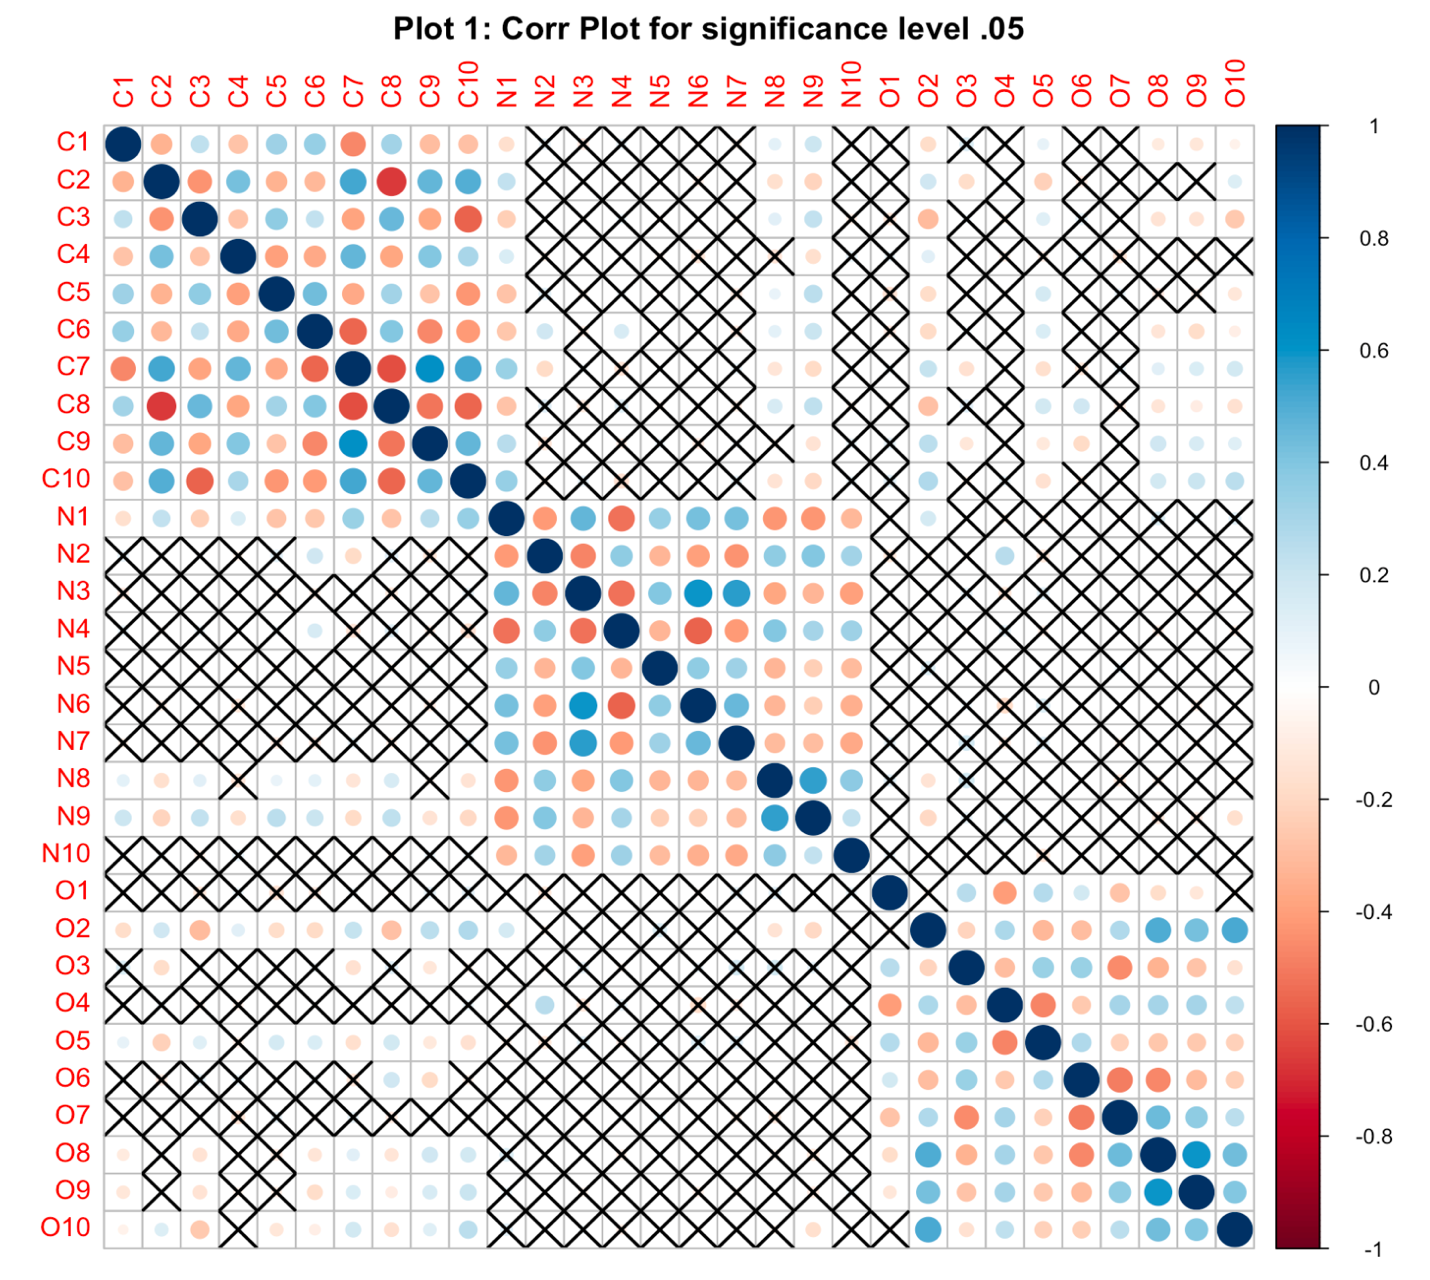 Plot 1: Corr Plot for significance level .05
C1 C2 C3 C4 C5 C6 C7 C8 C9 C10 N1 N2 N3 N4 N5 N6 N7 N8 N9 N10 O1 O2 O3 O4 O5 O6 O7 O8 O9 O10
C1
C2
C3
C4
C5
C6
C7
C8
C9
C10
N1
N2
N3
N4
N5
N6
N7
N8
N9
N10
O1
O2
O3
O4
O5
O6
O7
O8
O9
O10
1
0.8
0.6
0.4
0.2
0
-0.2
-0.4
-0.6
-0.8
-1